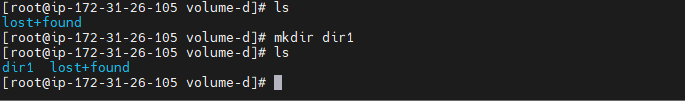 [root@ip-172-31-26-105 volume-d]# ls
lost+found
[root@ip-172-31-26-105 volume-d]# mkdir dir1
[root@ip-172-31-26-105 volume-d]# ls
dir1  lost+found
[root@ip-172-31-26-105 volume-d]#